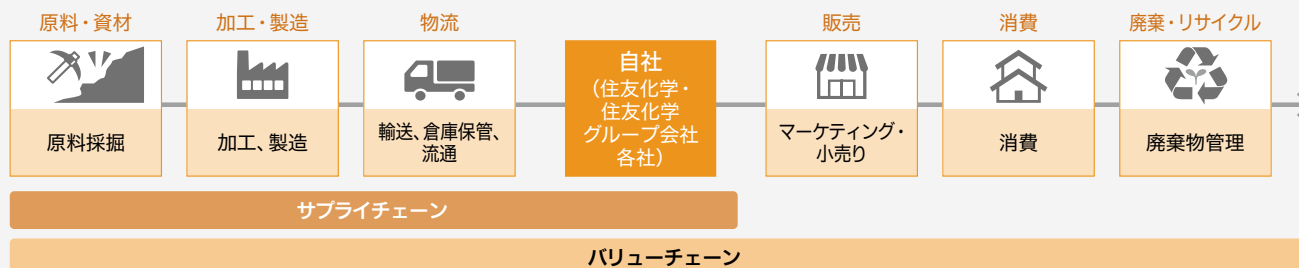 原料・資材
加工・製造
物流
販売
消費
廃棄・リサイクル
原料採掘
加工、製造
輸送、倉庫保管、
流通
自社
（住友化学・
住友化学
グループ会社
各社）
マーケティング・
小売り
消費
廃棄物管理
サプライチェーン
バリューチェーン